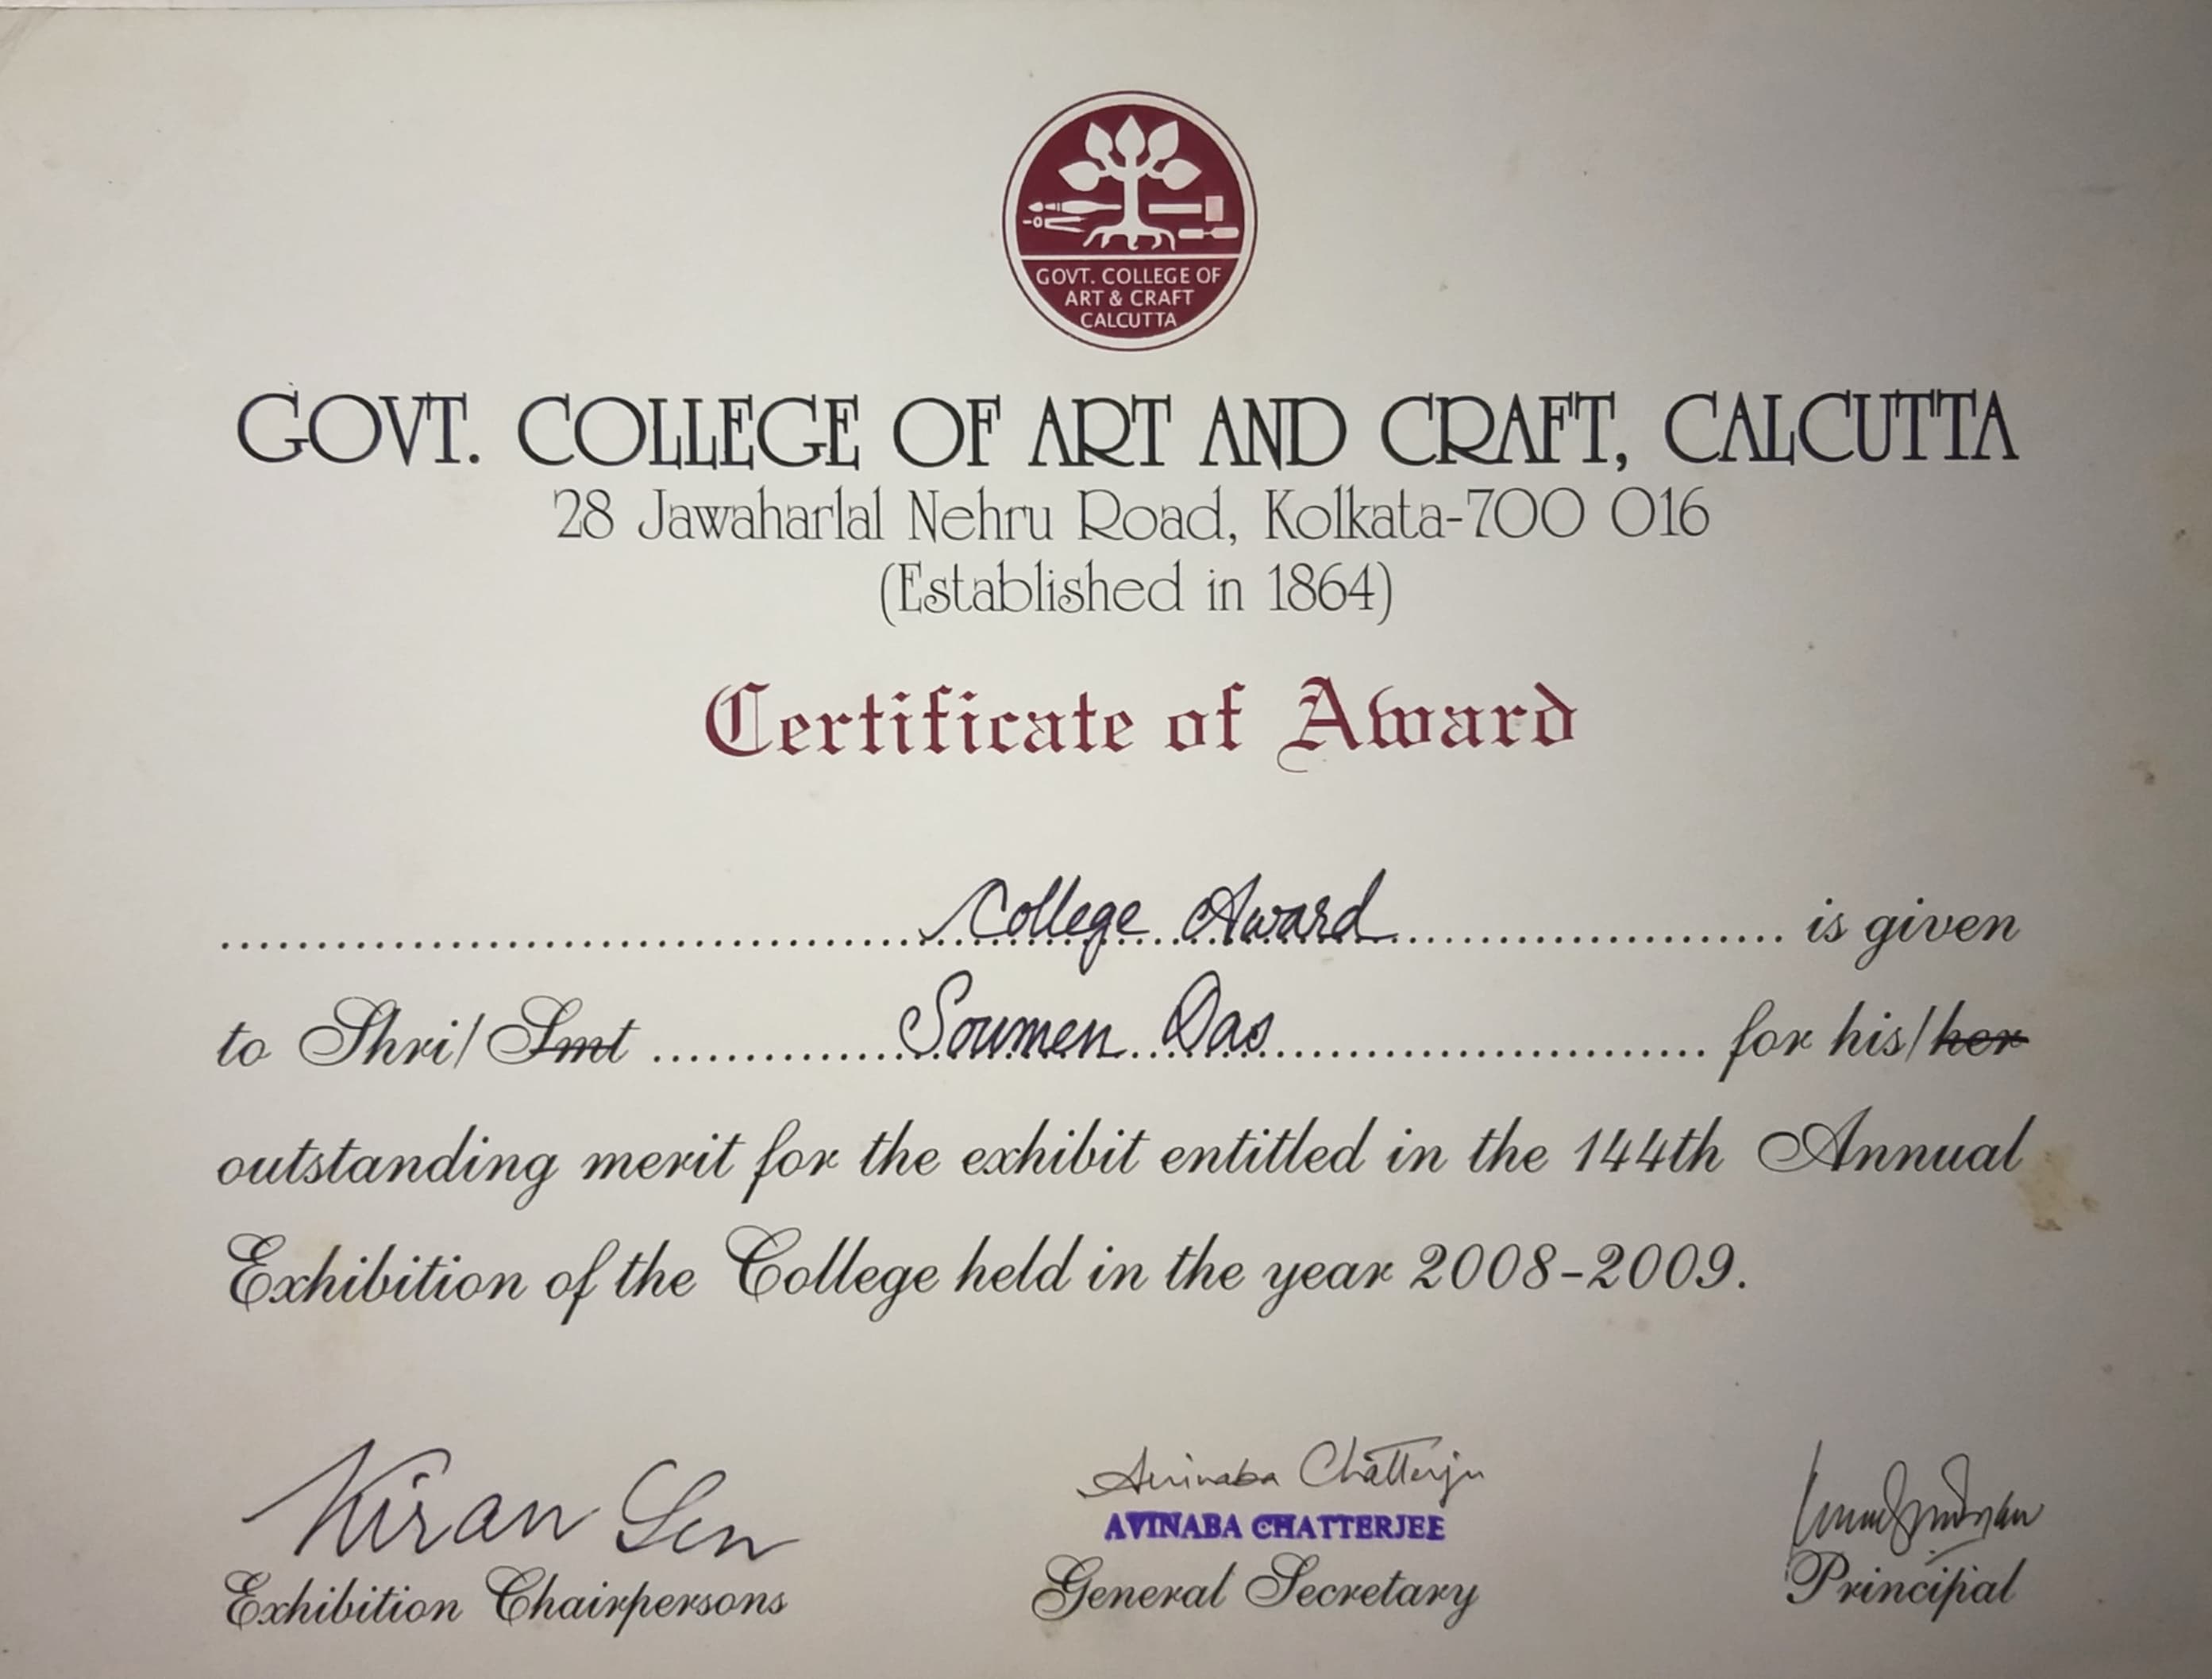 GOVT. COLLEGE OF
ART & CRAFT
CALCUTTA
GOVT. COLLEGE OF ART AND CRAFT, CALCUTTA
28 Jawaharlal Nehru Road, Kolkata-700 016
(Established in 1864)
Certificate of Award
College Award is given
to Shri/Smt Soumen Das for his/her
outstanding merit for the exhibit entitled in the 144th Annual
Exhibition of the College held in the year 2008-2009.
Kiran Sen
Exhibition Chairpersons
Avinaba Chatterjee
AVINABA CHATTERJEE
General Secretary
Principal